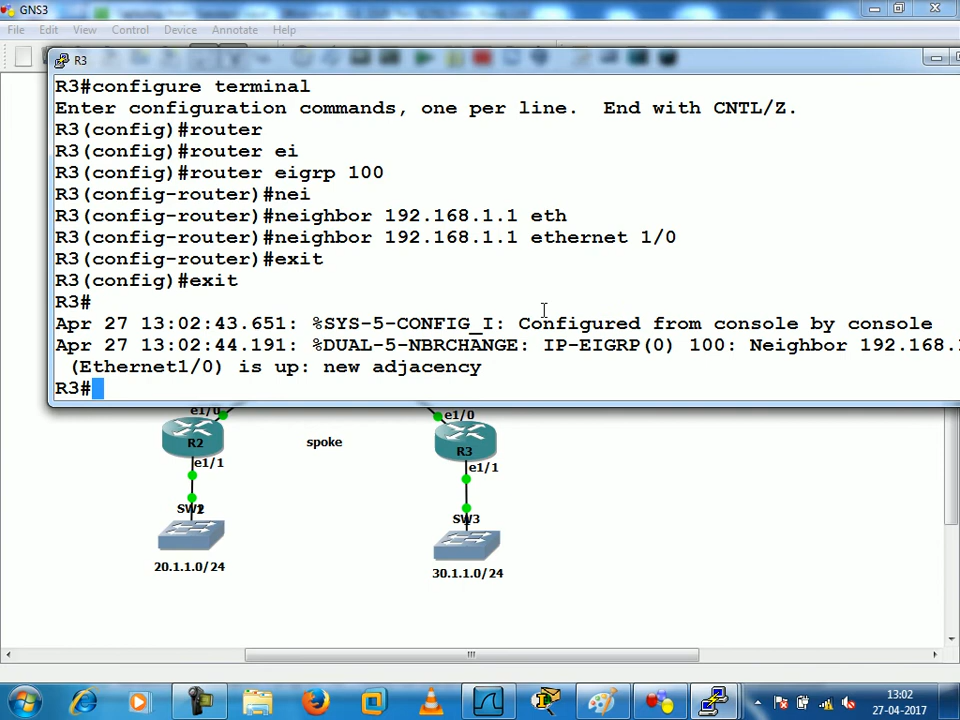 GNS3
File Edit View Control Device Annotate Help
R3
R3#configure terminal
Enter configuration commands, one per line.  End with CNTL/Z.
R3(config)#router
R3(config)#router ei
R3(config)#router eigrp 100
R3(config-router)#nei
R3(config-router)#neighbor 192.168.1.1 eth
R3(config-router)#neighbor 192.168.1.1 ethernet 1/0
R3(config-router)#exit
R3(config)#exit
R3#
Apr 27 13:02:43.651: %SYS-5-CONFIG_I: Configured from console by console
Apr 27 13:02:44.191: %DUAL-5-NBRCHANGE: IP-EIGRP(0) 100: Neighbor 192.168.
(Ethernet1/0) is up: new adjacency
R3#
e1/0 e1/0
R2 spoke R3
e1/1 e1/1
SW3
20.1.1.0/24 30.1.1.0/24
13:02
27-04-2017